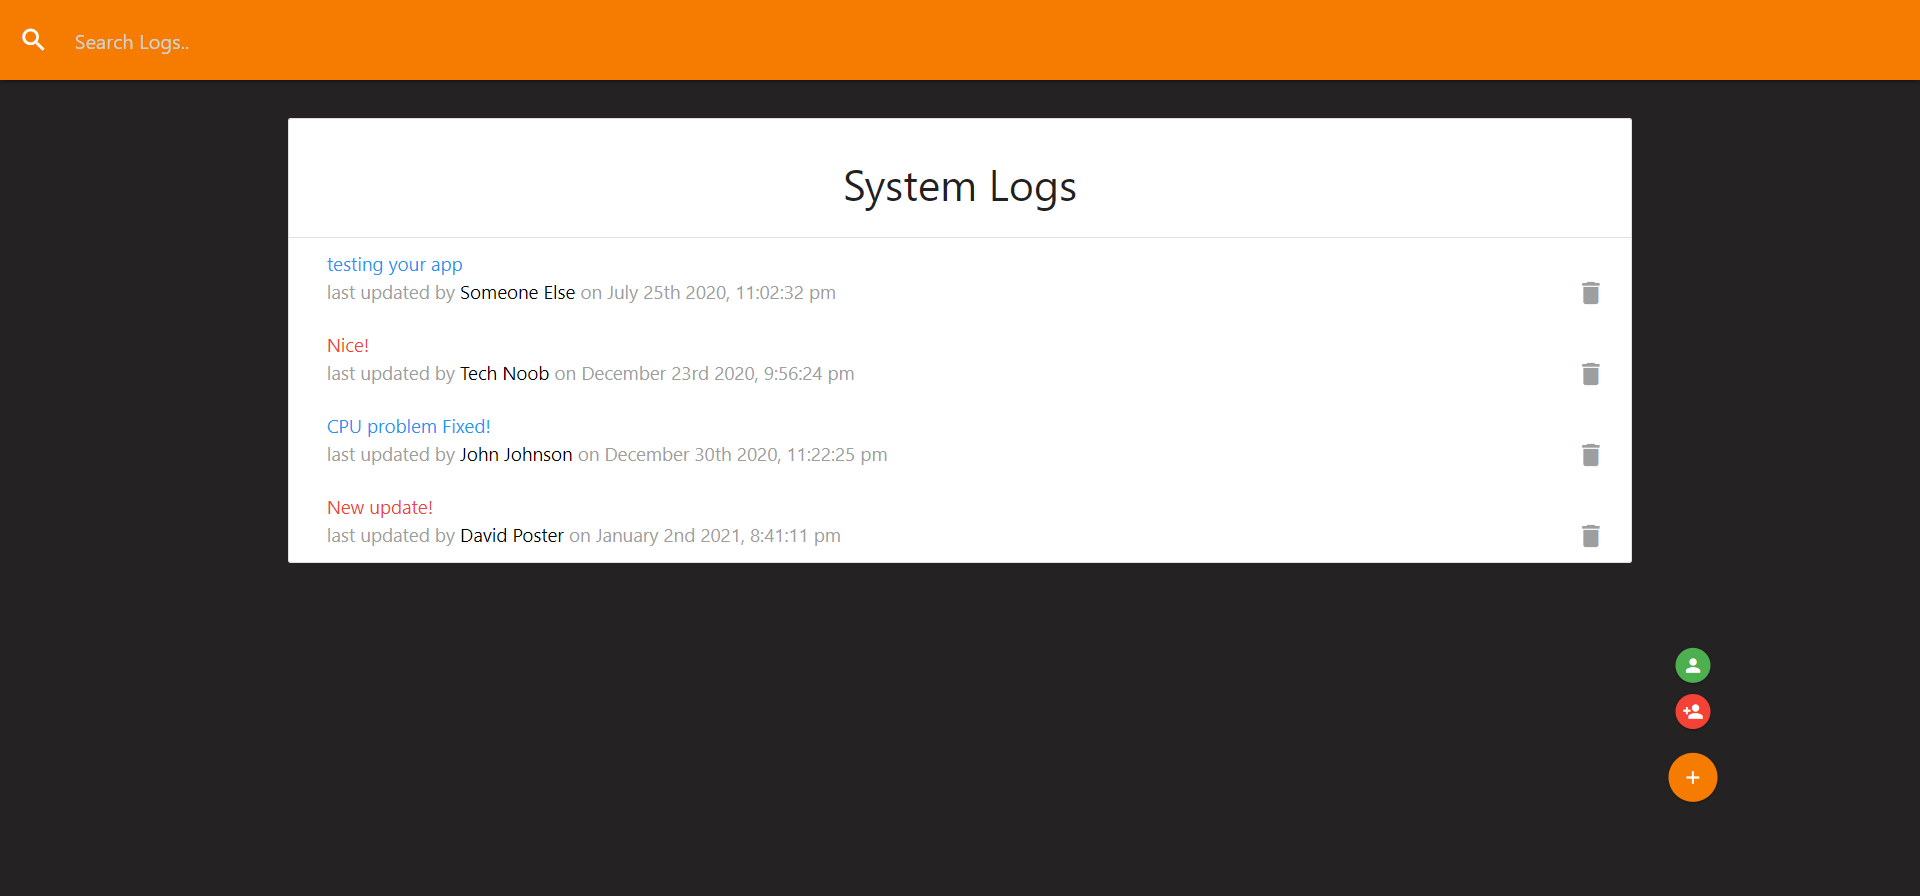 Search Logs..
System Logs
testing your app
last updated by Someone Else on July 25th 2020, 11:02:32 pm
Nice!
last updated by Tech Noob on December 23rd 2020, 9:56:24 pm
CPU problem Fixed!
last updated by John Johnson on December 30th 2020, 11:22:25 pm
New update!
last updated by David Poster on January 2nd 2021, 8:41:11 pm